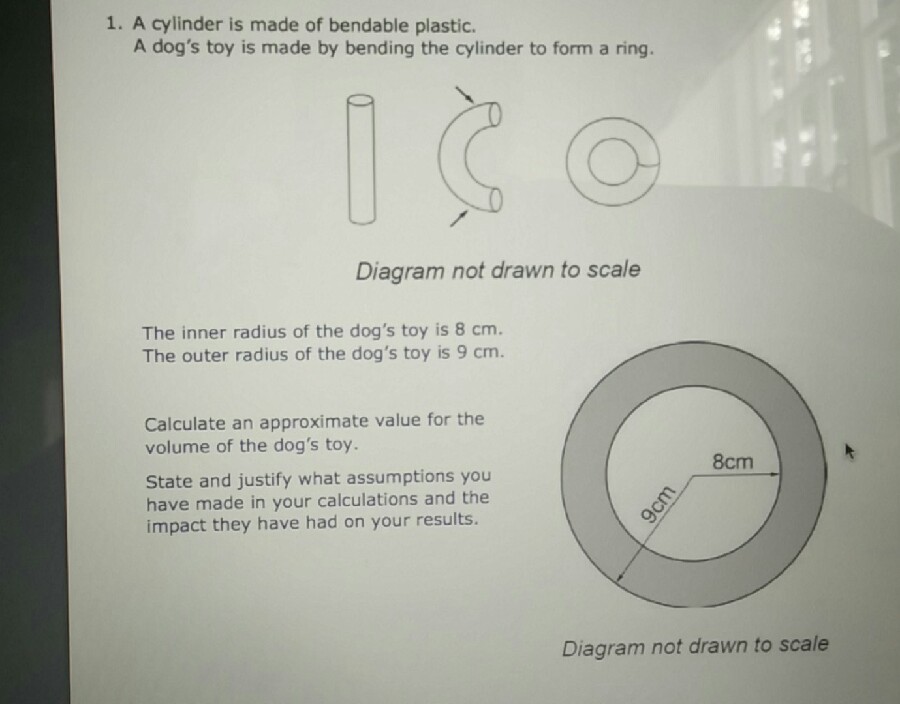 1. A cylinder is made of bendable plastic.
A dog's toy is made by bending the cylinder to form a ring.
Diagram not drawn to scale
The inner radius of the dog's toy is 8 cm.
The outer radius of the dog's toy is 9 cm.
Calculate an approximate value for the
volume of the dog's toy.
State and justify what assumptions you
have made in your calculations and the
impact they have had on your results.
8cm
9cm
Diagram not drawn to scale